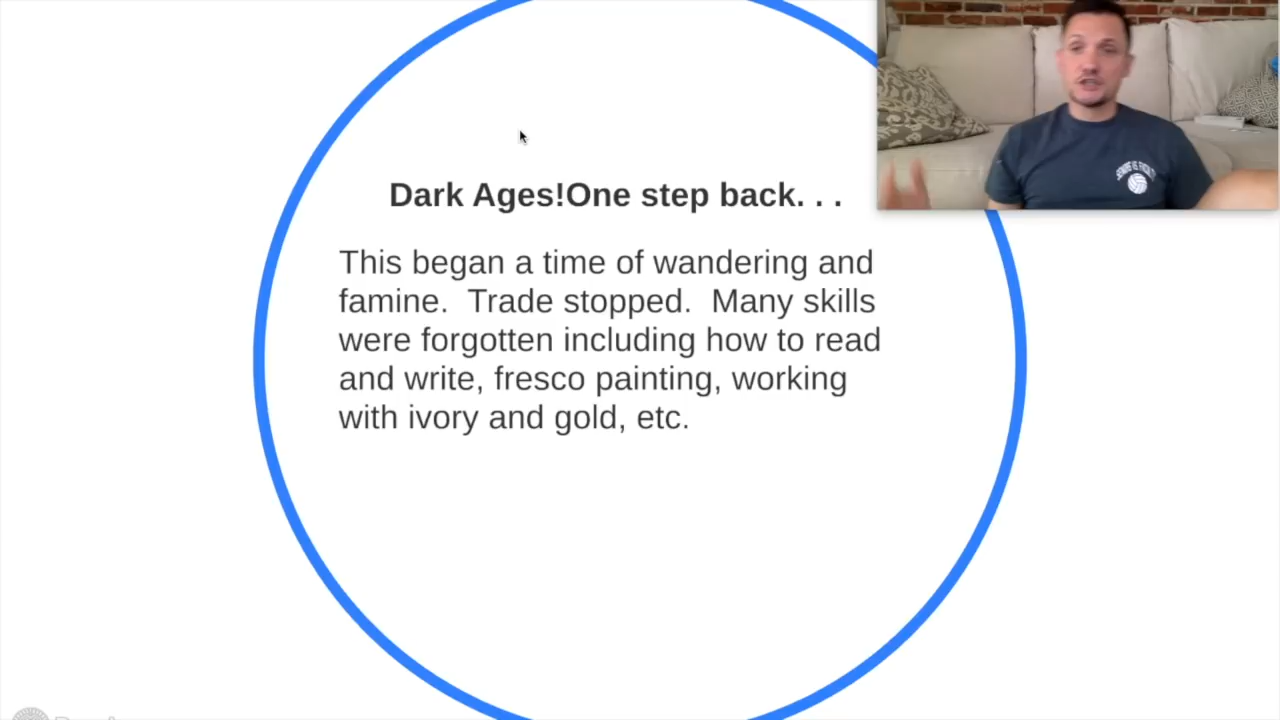 Dark Ages!One step back. . .
This began a time of wandering and
famine.  Trade stopped.  Many skills
were forgotten including how to read
and write, fresco painting, working
with ivory and gold, etc.